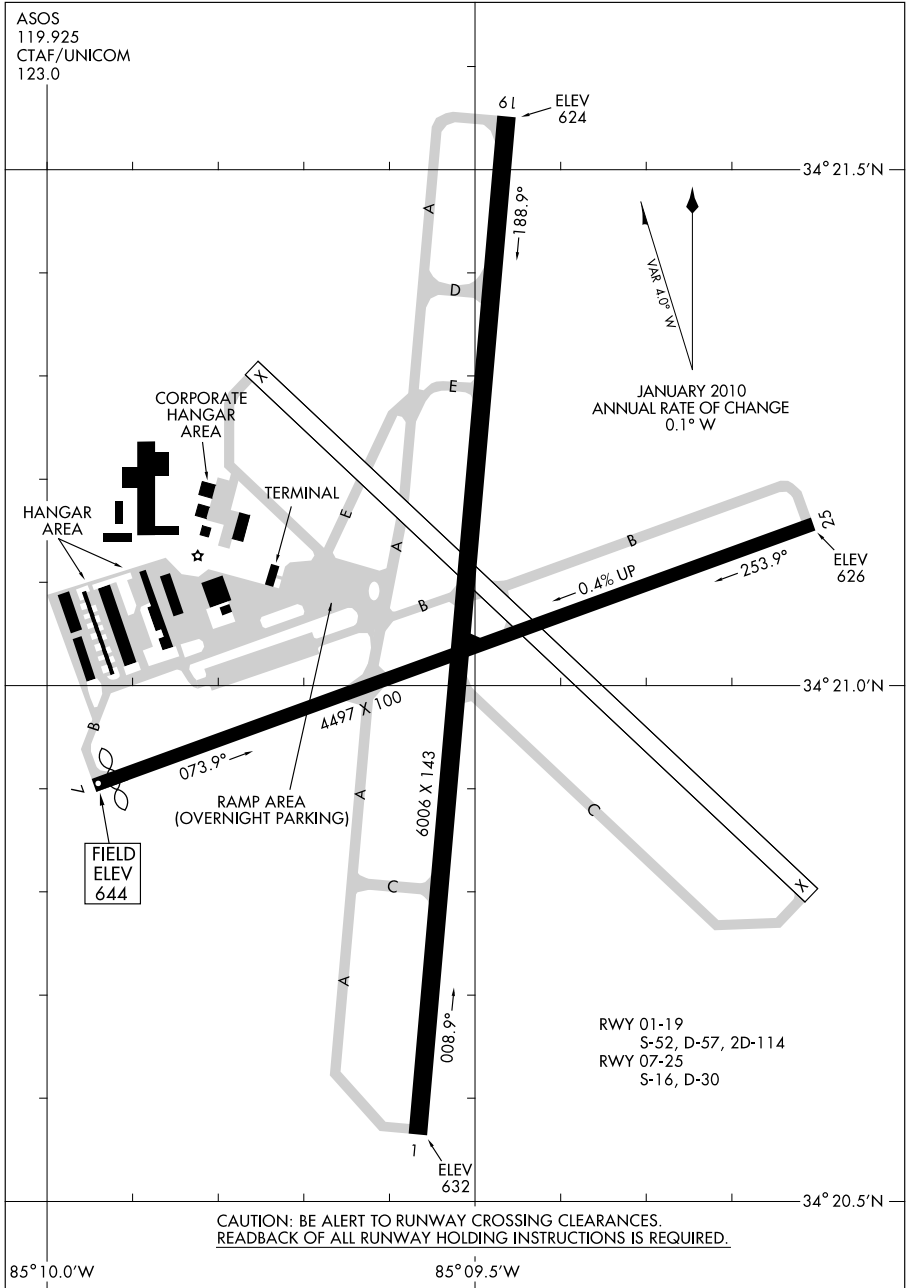 ASOS
119.925
CTAF/UNICOM
123.0
19
ELEV
624
34°21.5'N
A
188.9°
D
VAR 4.0° W
JANUARY 2010
ANNUAL RATE OF CHANGE
0.1° W
X
E
CORPORATE
HANGAR
AREA
TERMINAL
HANGAR
AREA
E
A
B
25
ELEV
626
253.9°
0.4% UP
B
34°21.0'N
4497 X 100
B
073.9°
7
RAMP AREA
(OVERNIGHT PARKING)
6006 X 143
A
C
FIELD
ELEV
644
C
X
A
008.9°
RWY 01-19
S-52, D-57, 2D-114
RWY 07-25
S-16, D-30
1
ELEV
632
34°20.5'N
CAUTION: BE ALERT TO RUNWAY CROSSING CLEARANCES.
READBACK OF ALL RUNWAY HOLDING INSTRUCTIONS IS REQUIRED.
85°10.0'W
85°09.5'W